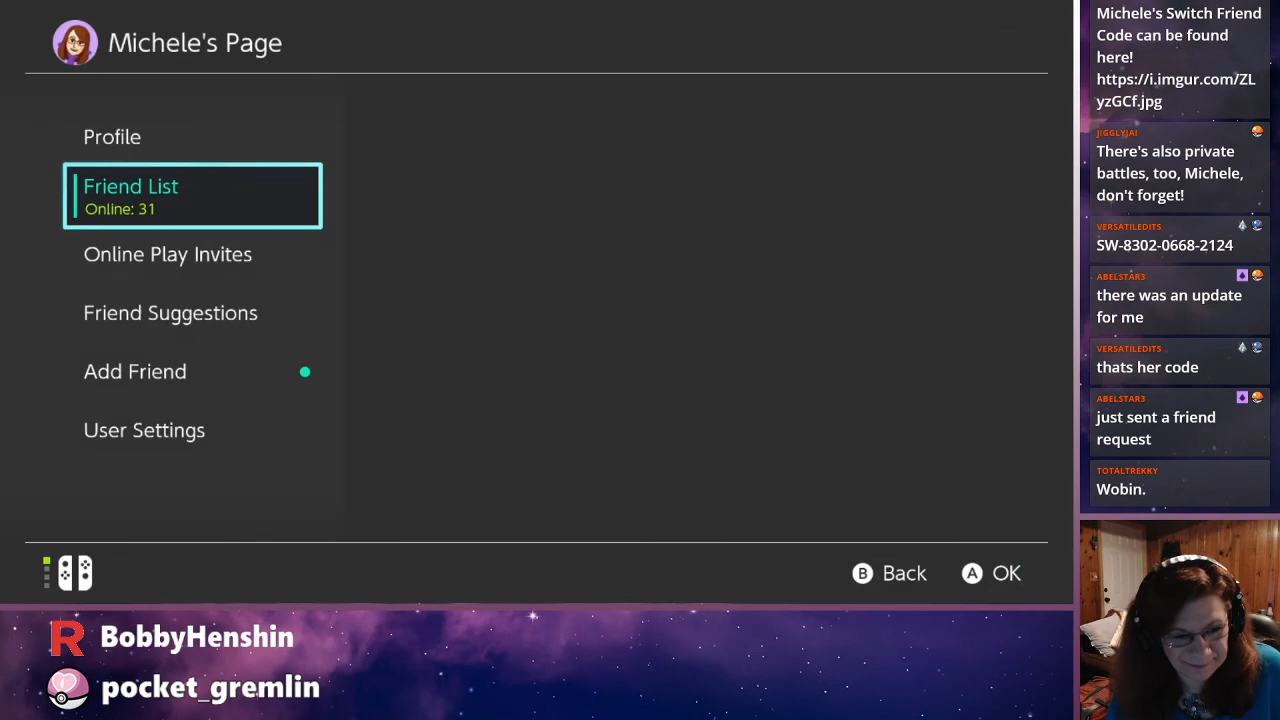 Michele's Page
Profile
Friend List
Online: 31
Online Play Invites
Friend Suggestions
Add Friend
User Settings
B Back
A OK
R BobbyHenshin
pocket_gremlin
Michele's Switch Friend
Code can be found
here!
https://i.imgur.com/ZL
yzGCf.jpg
JIGGLYJAI
There's also private
battles, too, Michele,
don't forget!
VERSATILEDITS
SW-8302-0668-2124
ABELSTAR3
there was an update
for me
VERSATILEDITS
thats her code
ABELSTAR3
just sent a friend
request
TOTALTREKKY
Wobin.